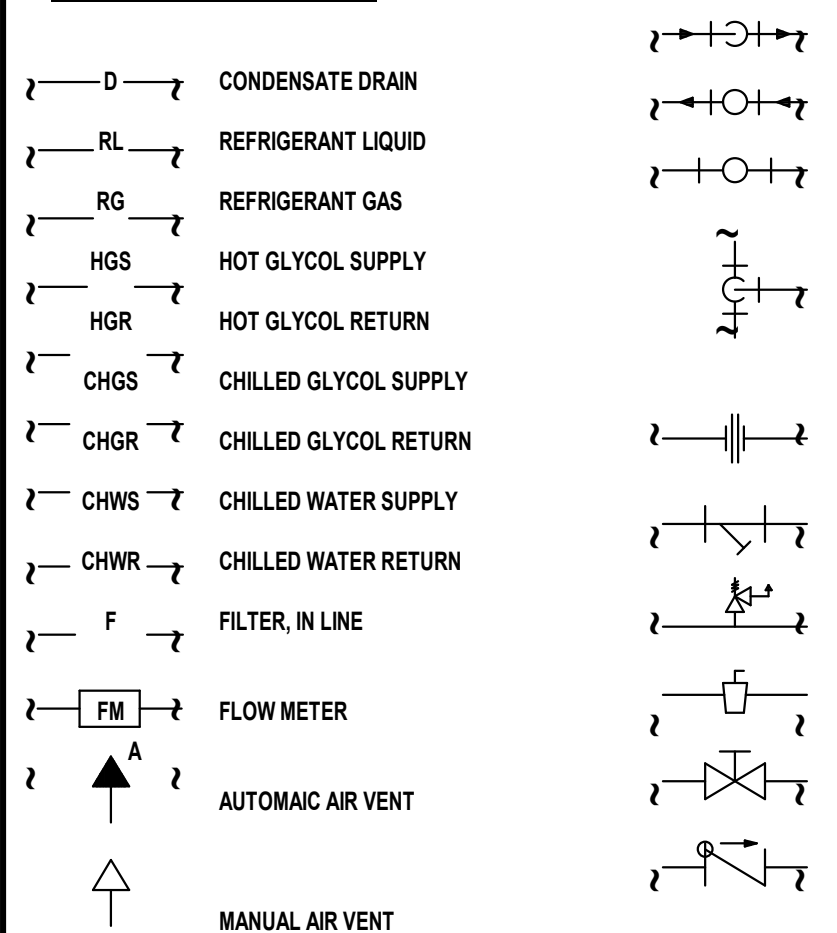 D CONDENSATE DRAIN
RL REFRIGERANT LIQUID
RG REFRIGERANT GAS
HGS HOT GLYCOL SUPPLY
HGR HOT GLYCOL RETURN
CHGS CHILLED GLYCOL SUPPLY
CHGR CHILLED GLYCOL RETURN
CHWS CHILLED WATER SUPPLY
CHWR CHILLED WATER RETURN
F FILTER, IN LINE
FM FLOW METER
A
AUTOMAIC AIR VENT
MANUAL AIR VENT